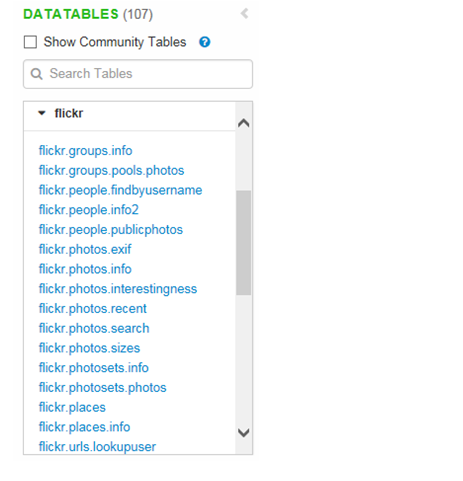 DATATABLES (107)
Show Community Tables ?
Search Tables
flickr
flickr.groups.info
flickr.groups.pools.photos
flickr.people.findbyusername
flickr.people.info2
flickr.people.publicphotos
flickr.photos.exif
flickr.photos.info
flickr.photos.interestingness
flickr.photos.recent
flickr.photos.search
flickr.photos.sizes
flickr.photosets.info
flickr.photosets.photos
flickr.places
flickr.places.info
flickr.urls.lookupuser